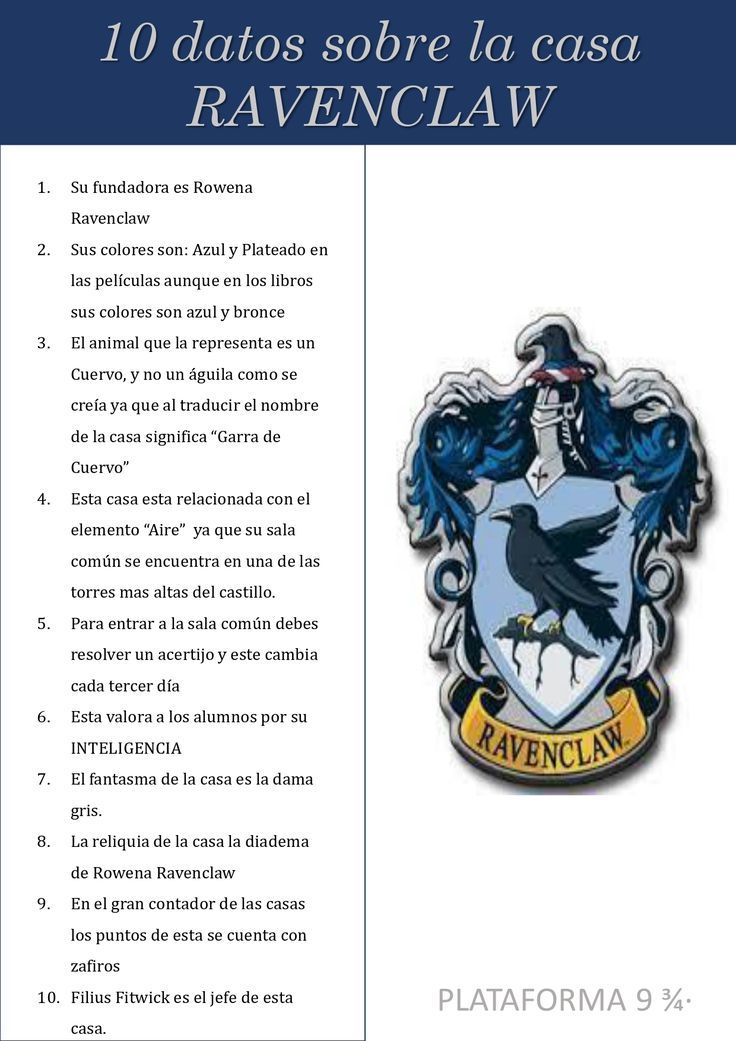 10 datos sobre la casa
RAVENCLAW
1. Su fundadora es Rowena
Ravenclaw
2. Sus colores son: Azul y Plateado en
las películas aunque en los libros
sus colores son azul y bronce
3. El animal que la representa es un
Cuervo, y no un águila como se
creía ya que al traducir el nombre
de la casa significa “Garra de
Cuervo”
4. Esta casa esta relacionada con el
elemento “Aire” ya que su sala
común se encuentra en una de las
torres mas altas del castillo.
5. Para entrar a la sala común debes
resolver un acertijo y este cambia
cada tercer día
6. Esta valora a los alumnos por su
INTELIGENCIA
7. El fantasma de la casa es la dama
gris.
8. La reliquia de la casa la diadema
de Rowena Ravenclaw
9. En el gran contador de las casas
los puntos de esta se cuenta con
zafiros
10. Filius Fitwick es el jefe de esta
casa.
RAVENCLAW
PLATAFORMA 9 ¾·